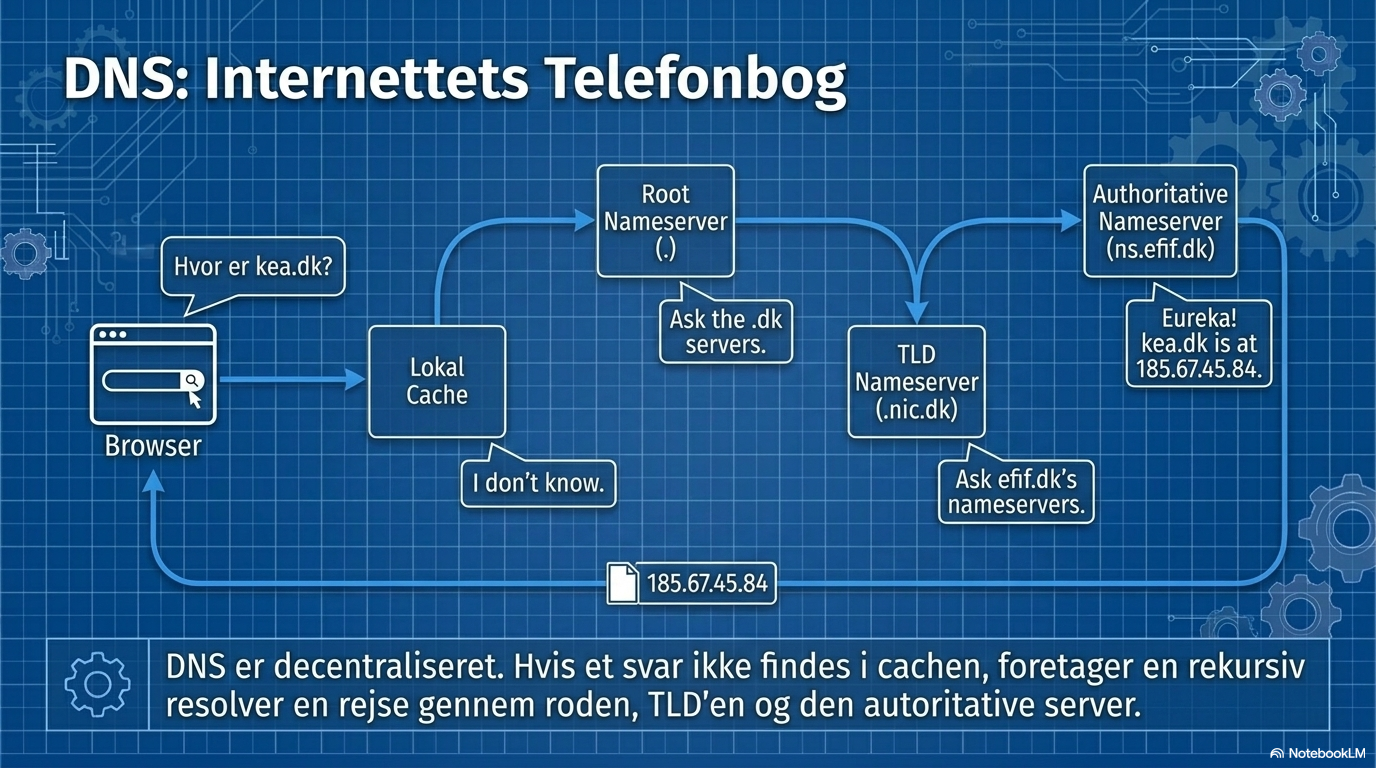 DNS: Internettets Telefonbog
Hvor er kea.dk?
Browser
Lokal
Cache
I don't know.
Root
Nameserver
(.)
Ask the .dk
servers.
TLD
Nameserver
(.nic.dk)
Ask efif.dk's
nameservers.
Authoritative
Nameserver
(ns.efif.dk)
Eureka!
kea.dk is at
185.67.45.84.
185.67.45.84
DNS er decentraliseret. Hvis et svar ikke findes i cachen, foretager en rekursiv
resolver en rejse gennem roden, TLD'en og den autoritative server.
NotebookLM